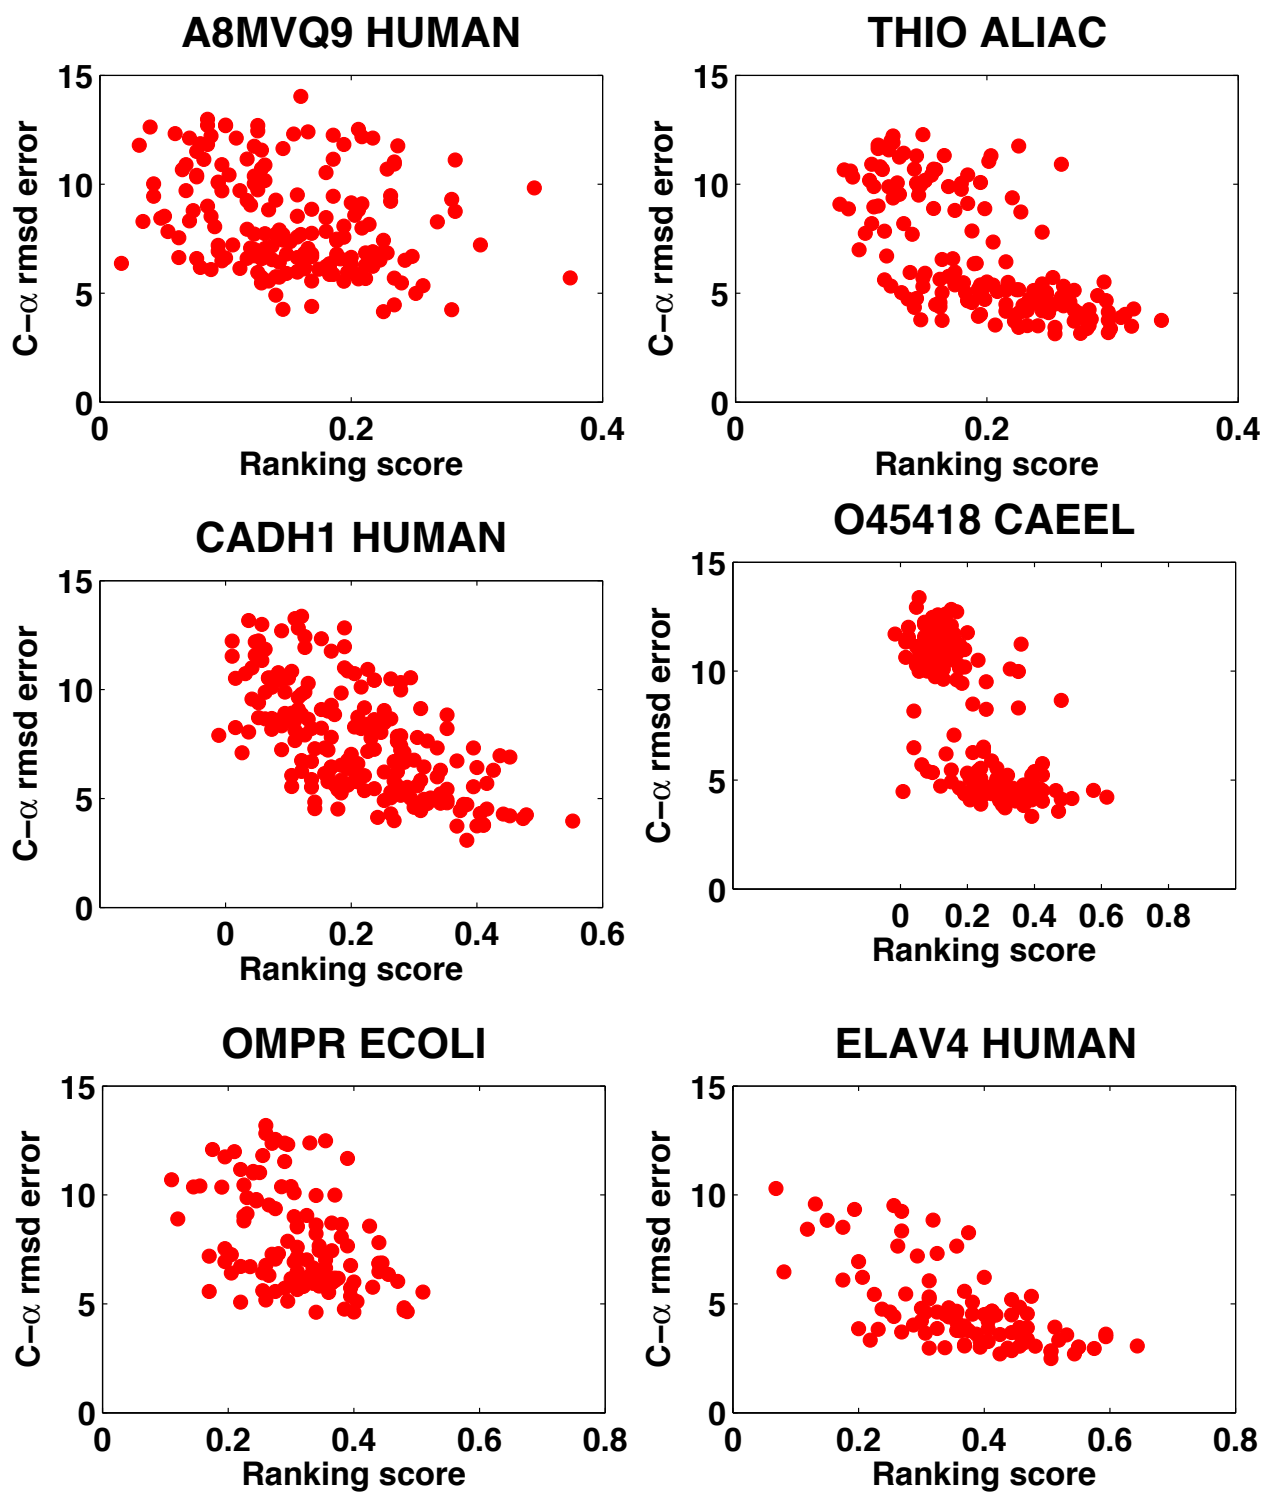 A8MVQ9 HUMAN
15
10
5
0
C–α rmsd error
0 0.2 0.4
Ranking score
THIO ALIAC
15
10
5
0
C–α rmsd error
0 0.2 0.4
Ranking score
CADH1 HUMAN
15
10
5
0
C–α rmsd error
0 0.2 0.4 0.6
Ranking score
O45418 CAEEL
15
10
5
0
C–α rmsd error
0 0.2 0.4 0.6 0.8
Ranking score
OMPR ECOLI
15
10
5
0
C–α rmsd error
0 0.2 0.4 0.6 0.8
Ranking score
ELAV4 HUMAN
15
10
5
0
C–α rmsd error
0 0.2 0.4 0.6 0.8
Ranking score